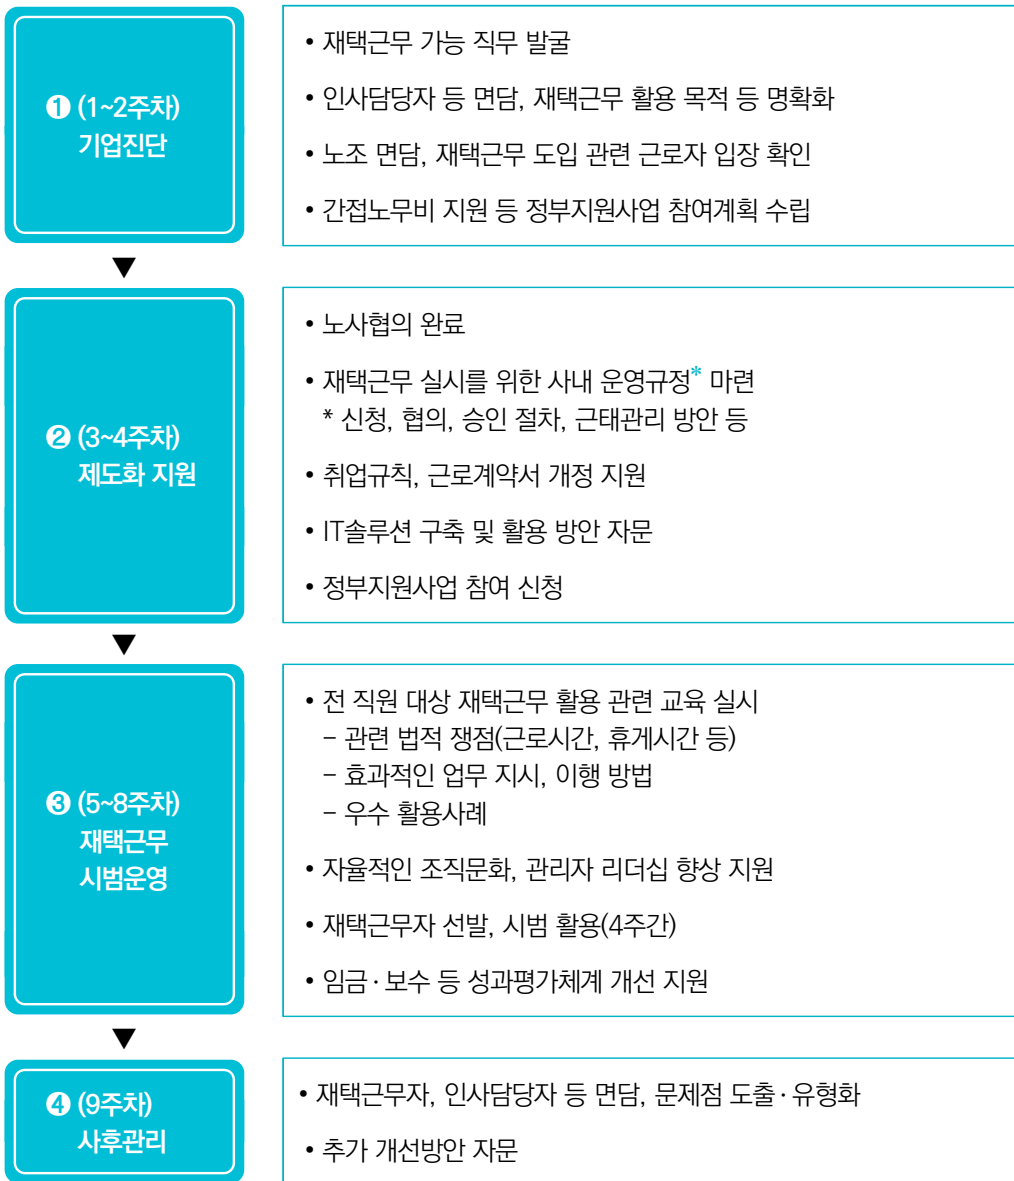 ❶ (1~2주차)
기업진단
• 재택근무 가능 직무 발굴
• 인사담당자 등 면담, 재택근무 활용 목적 등 명확화
• 노조 면담, 재택근무 도입 관련 근로자 입장 확인
• 간접노무비 지원 등 정부지원사업 참여계획 수립
▼
❷ (3~4주차)
제도화 지원
• 노사협의 완료
• 재택근무 실시를 위한 사내 운영규정* 마련
* 신청, 협의, 승인 절차, 근태관리 방안 등
• 취업규칙, 근로계약서 개정 지원
• IT솔루션 구축 및 활용 방안 자문
• 정부지원사업 참여 신청
▼
❸ (5~8주차)
재택근무
시범운영
• 전 직원 대상 재택근무 활용 관련 교육 실시
– 관련 법적 쟁점(근로시간, 휴게시간 등)
– 효과적인 업무 지시, 이행 방법
– 우수 활용사례
• 자율적인 조직문화, 관리자 리더십 향상 지원
• 재택근무자 선발, 시범 활용(4주간)
• 임금·보수 등 성과평가체계 개선 지원
▼
❹ (9주차)
사후관리
• 재택근무자, 인사담당자 등 면담, 문제점 도출·유형화
• 추가 개선방안 자문